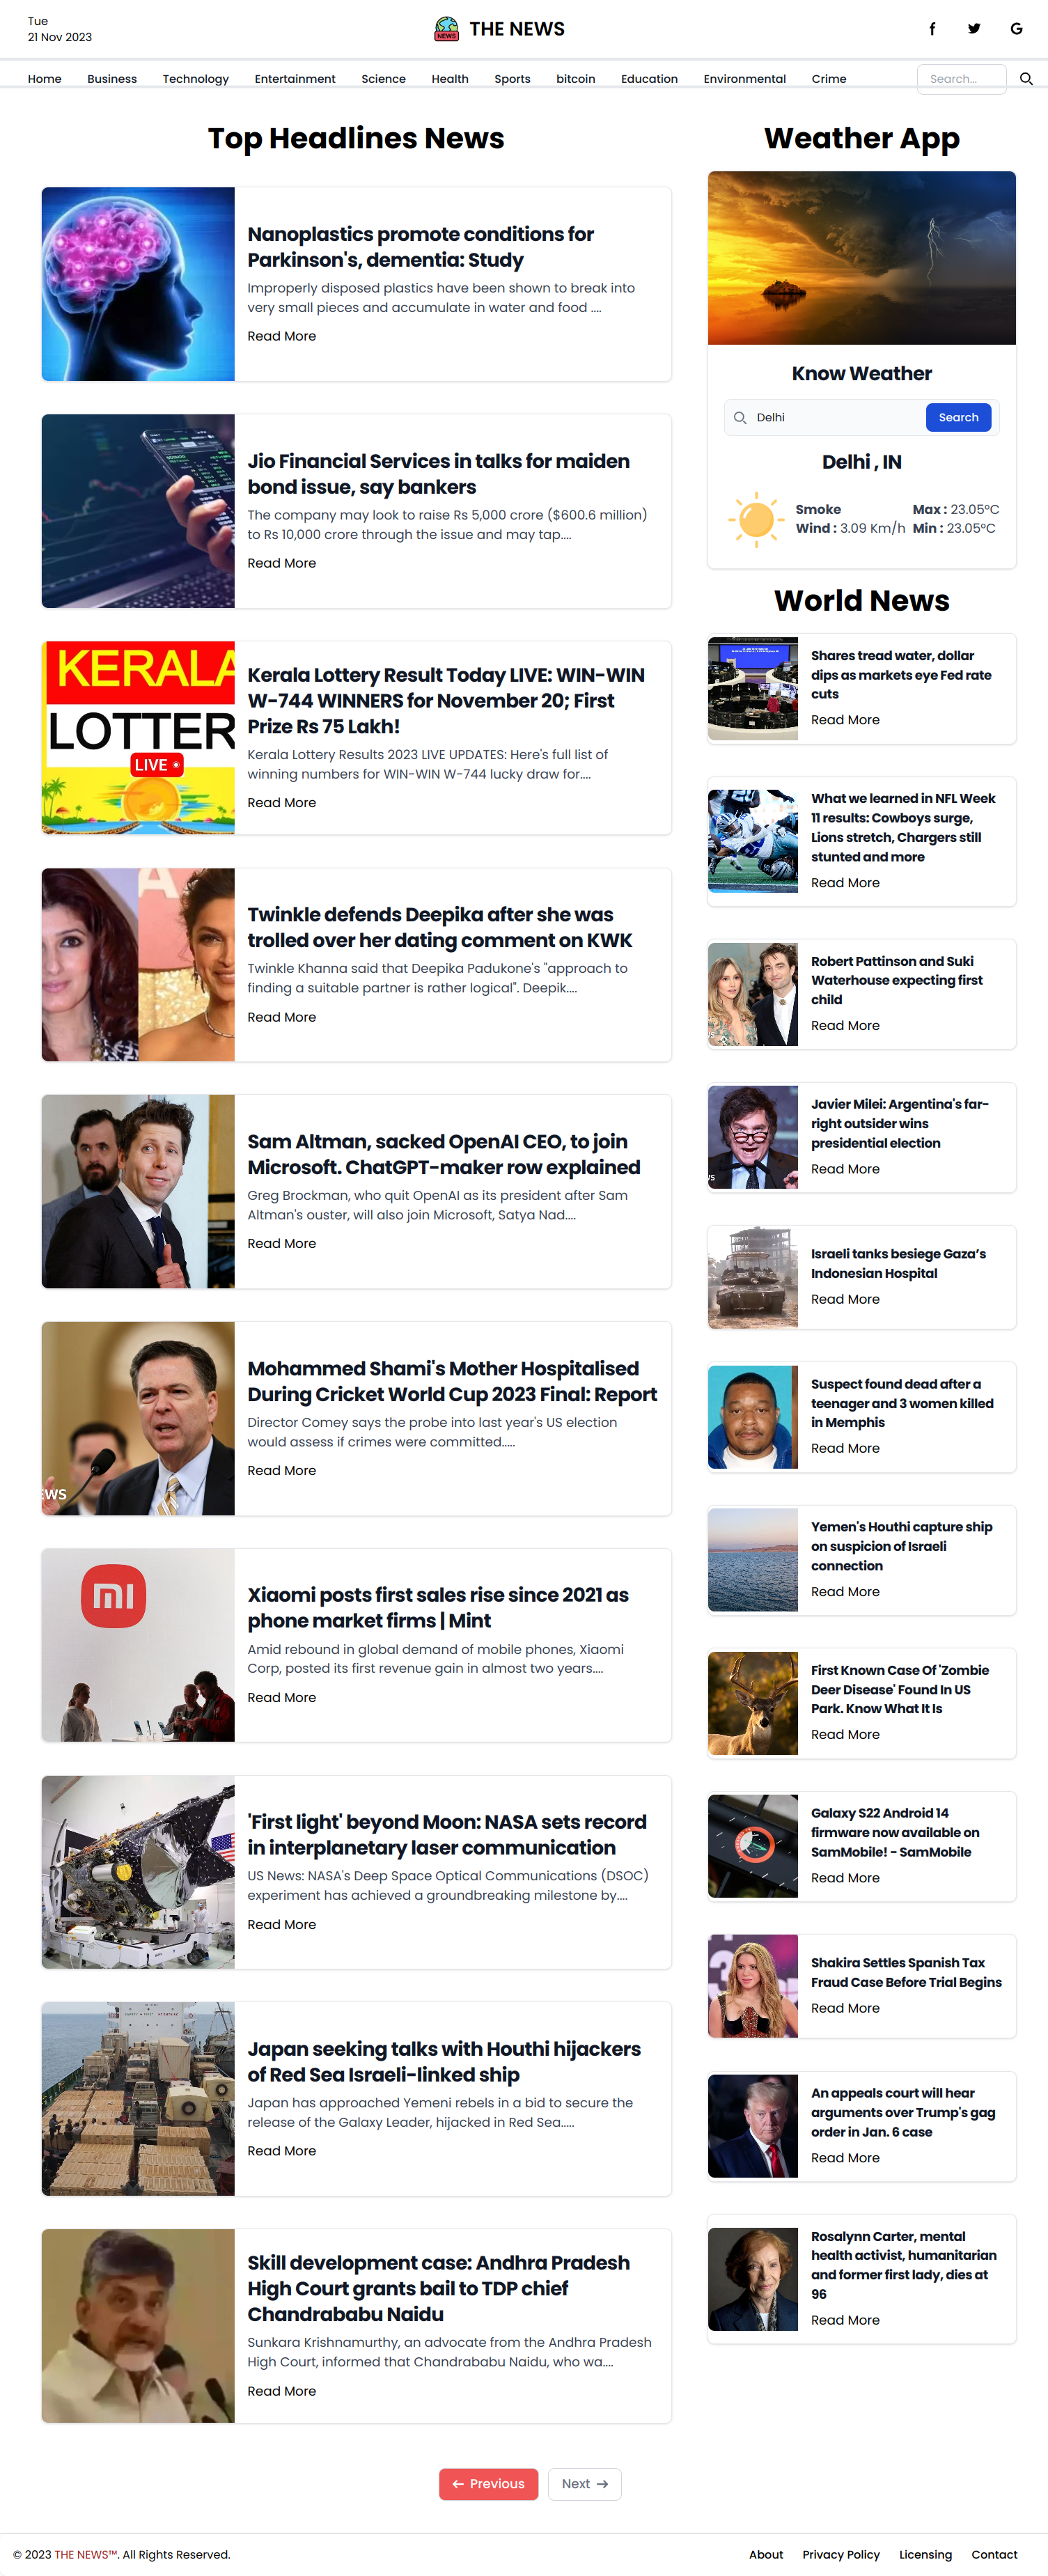 Tue
21 Nov 2023
NEWS
THE NEWS
Home Business Technology Entertainment Science Health Sports bitcoin Education Environmental Crime
Search...
Top Headlines News
Nanoplastics promote conditions for
Parkinson's, dementia: Study
Improperly disposed plastics have been shown to break into
very small pieces and accumulate in water and food ....
Read More
Jio Financial Services in talks for maiden
bond issue, say bankers
The company may look to raise Rs 5,000 crore ($600.6 million)
to Rs 10,000 crore through the issue and may tap....
Read More
KERALA
LOTTER
LIVE
Kerala Lottery Result Today LIVE: WIN-WIN
W-744 WINNERS for November 20; First
Prize Rs 75 Lakh!
Kerala Lottery Results 2023 LIVE UPDATES: Here's full list of
winning numbers for WIN-WIN W-744 lucky draw for....
Read More
Twinkle defends Deepika after she was
trolled over her dating comment on KWK
Twinkle Khanna said that Deepika Padukone's "approach to
finding a suitable partner is rather logical". Deepik....
Read More
Sam Altman, sacked OpenAI CEO, to join
Microsoft. ChatGPT-maker row explained
Greg Brockman, who quit OpenAI as its president after Sam
Altman's ouster, will also join Microsoft, Satya Nad....
Read More
EWS
Mohammed Shami's Mother Hospitalised
During Cricket World Cup 2023 Final: Report
Director Comey says the probe into last year's US election
would assess if crimes were committed.....
Read More
mi
Xiaomi posts first sales rise since 2021 as
phone market firms | Mint
Amid rebound in global demand of mobile phones, Xiaomi
Corp, posted its first revenue gain in almost two years....
Read More
'First light' beyond Moon: NASA sets record
in interplanetary laser communication
US News: NASA's Deep Space Optical Communications (DSOC)
experiment has achieved a groundbreaking milestone by....
Read More
Japan seeking talks with Houthi hijackers
of Red Sea Israeli-linked ship
Japan has approached Yemeni rebels in a bid to secure the
release of the Galaxy Leader, hijacked in Red Sea.....
Read More
Skill development case: Andhra Pradesh
High Court grants bail to TDP chief
Chandrababu Naidu
Sunkara Krishnamurthy, an advocate from the Andhra Pradesh
High Court, informed that Chandrababu Naidu, who wa....
Read More
Weather App
Know Weather
Delhi Search
Delhi , IN
Smoke Max : 23.05°C
Wind : 3.09 Km/h Min : 23.05°C
World News
Shares tread water, dollar
dips as markets eye Fed rate
cuts
Read More
What we learned in NFL Week
11 results: Cowboys surge,
Lions stretch, Chargers still
stunted and more
Read More
Robert Pattinson and Suki
Waterhouse expecting first
child
Read More
Javier Milei: Argentina's far-
right outsider wins
presidential election
Read More
Israeli tanks besiege Gaza’s
Indonesian Hospital
Read More
Suspect found dead after a
teenager and 3 women killed
in Memphis
Read More
Yemen's Houthi capture ship
on suspicion of Israeli
connection
Read More
First Known Case Of 'Zombie
Deer Disease' Found In US
Park. Know What It Is
Read More
Galaxy S22 Android 14
firmware now available on
SamMobile! - SamMobile
Read More
Shakira Settles Spanish Tax
Fraud Case Before Trial Begins
Read More
An appeals court will hear
arguments over Trump's gag
order in Jan. 6 case
Read More
Rosalynn Carter, mental
health activist, humanitarian
and former first lady, dies at
96
Read More
← Previous Next →
© 2023 THE NEWS™. All Rights Reserved.
About Privacy Policy Licensing Contact